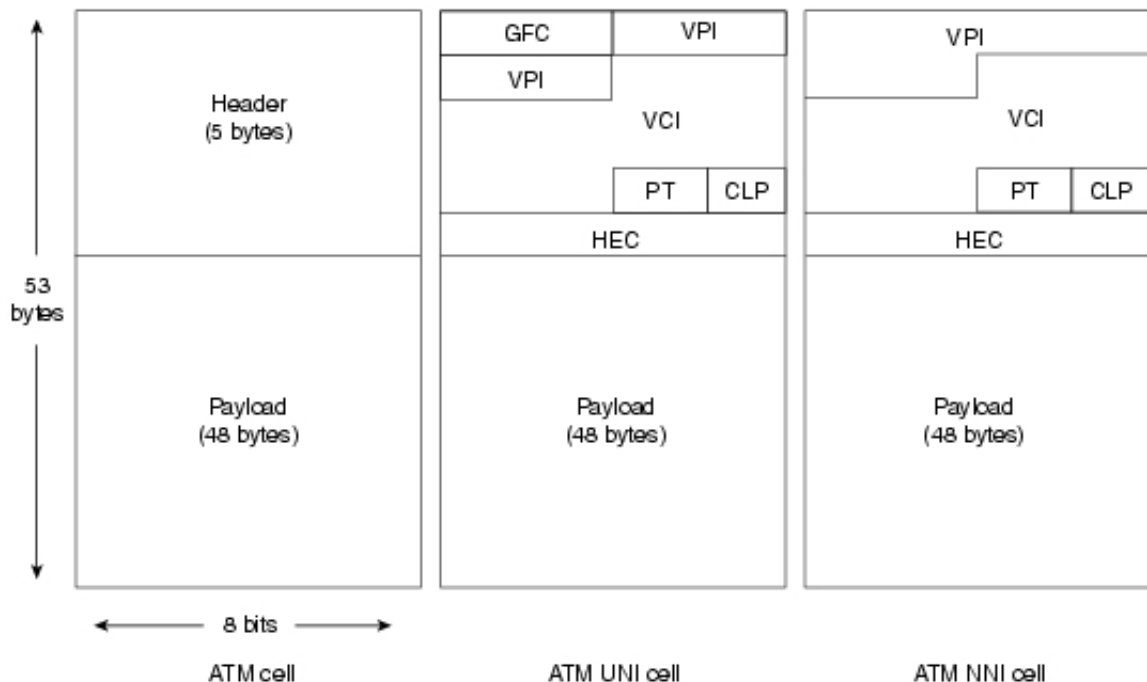 GFC VPI VPI
VPI
Header
(5 bytes)
VCI VCI
PT CLP PT CLP
HEC HEC
53
bytes
Payload
(48 bytes)
Payload
(48 bytes)
Payload
(48 bytes)
8 bits
ATM cell ATM UNI cell ATM NNI cell